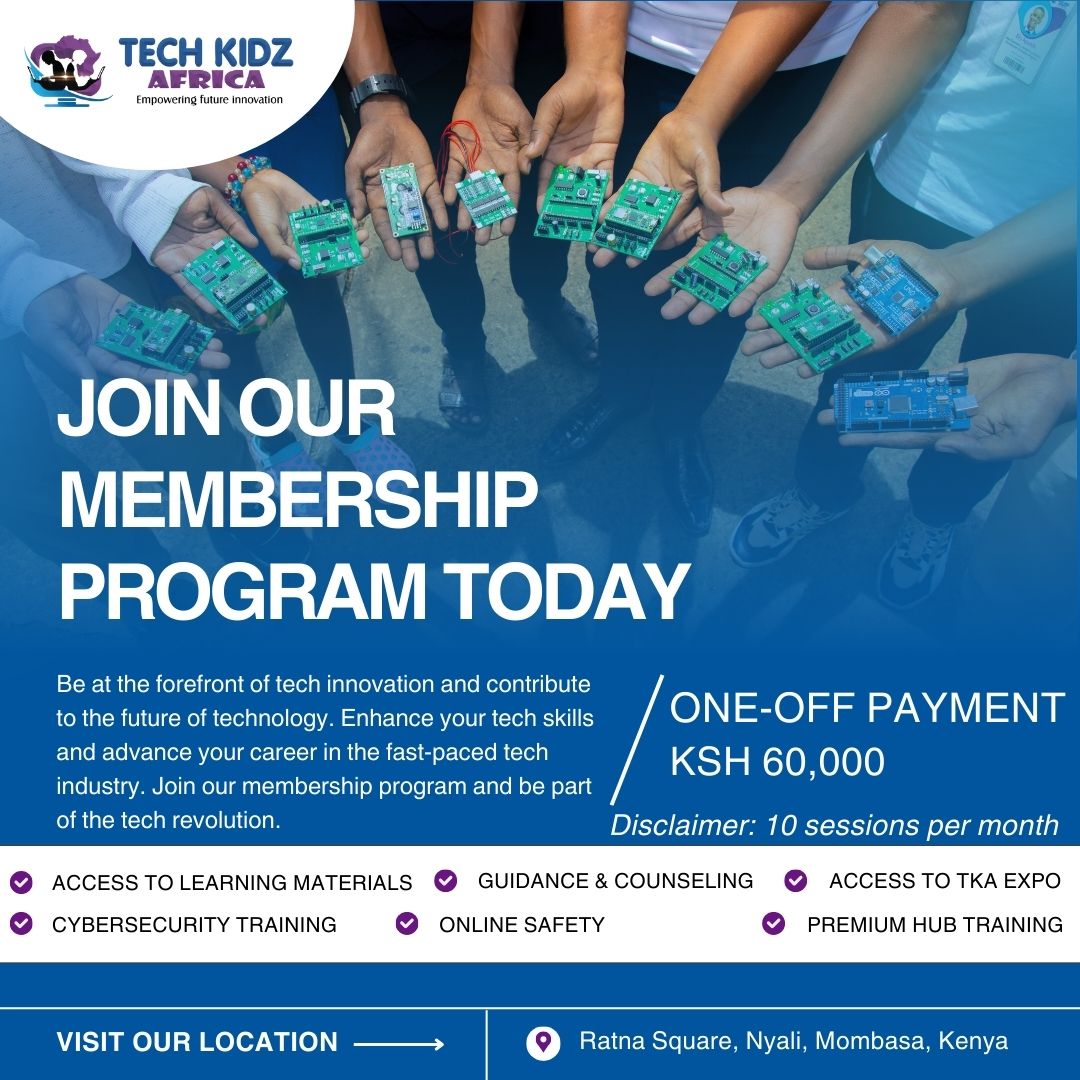 TECH KIDZ
AFRICA
Empowering future innovation
JOIN OUR
MEMBERSHIP
PROGRAM TODAY
Be at the forefront of tech innovation and contribute
to the future of technology. Enhance your tech skills
and advance your career in the fast-paced tech
industry. Join our membership program and be part
of the tech revolution.
ONE-OFF PAYMENT
KSH 60,000
Disclaimer: 10 sessions per month
ACCESS TO LEARNING MATERIALS
GUIDANCE & COUNSELING
ACCESS TO TKA EXPO
CYBERSECURITY TRAINING
ONLINE SAFETY
PREMIUM HUB TRAINING
VISIT OUR LOCATION
Ratna Square, Nyali, Mombasa, Kenya